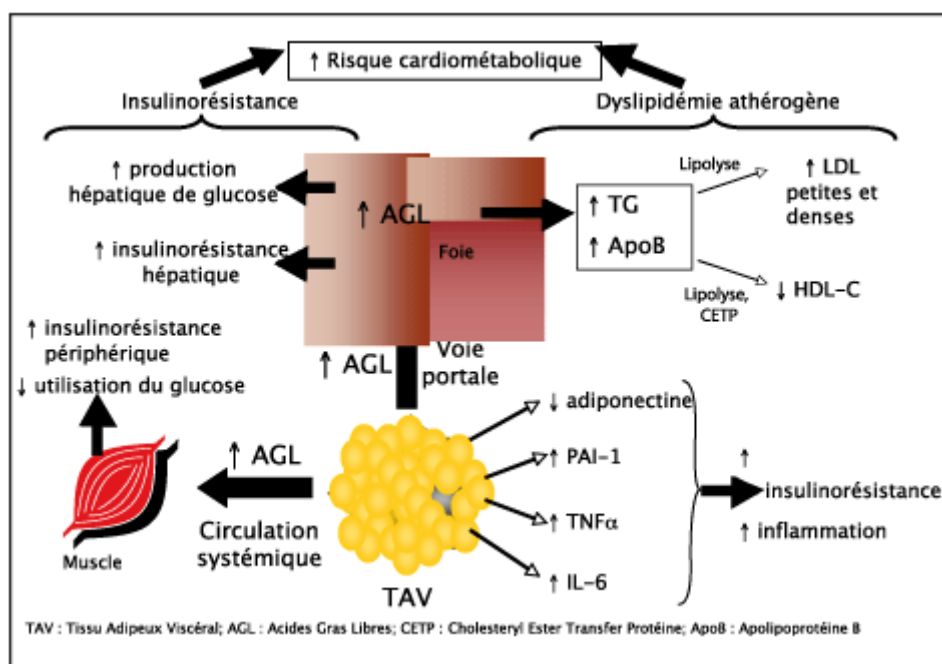 ↑ Risque cardiométabolique
Insulinorésistance
Dyslipidémie athérogène
↑ production
hépatique de glucose
↑ insulinorésistance
hépatique
↑ AGL
Foie
↑ TG
↑ ApoB
Lipolyse
↑ LDL
petites et
denses
Lipolyse,
CETP
↓ HDL-C
↑ insulinorésistance
périphérique
↓ utilisation du glucose
↑ AGL
Voie
portale
↑ AGL
Circulation
systémique
Muscle
TAV
↓ adiponectine
↑ PAI-1
↑ TNFα
↑ IL-6
↑
insulinorésistance
↑ inflammation
TAV : Tissu Adipeux Viscéral; AGL : Acides Gras Libres; CETP : Cholesteryl Ester Transfer Protéine; ApoB : Apolipoprotéine B